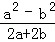 a² − b²
2a+2b